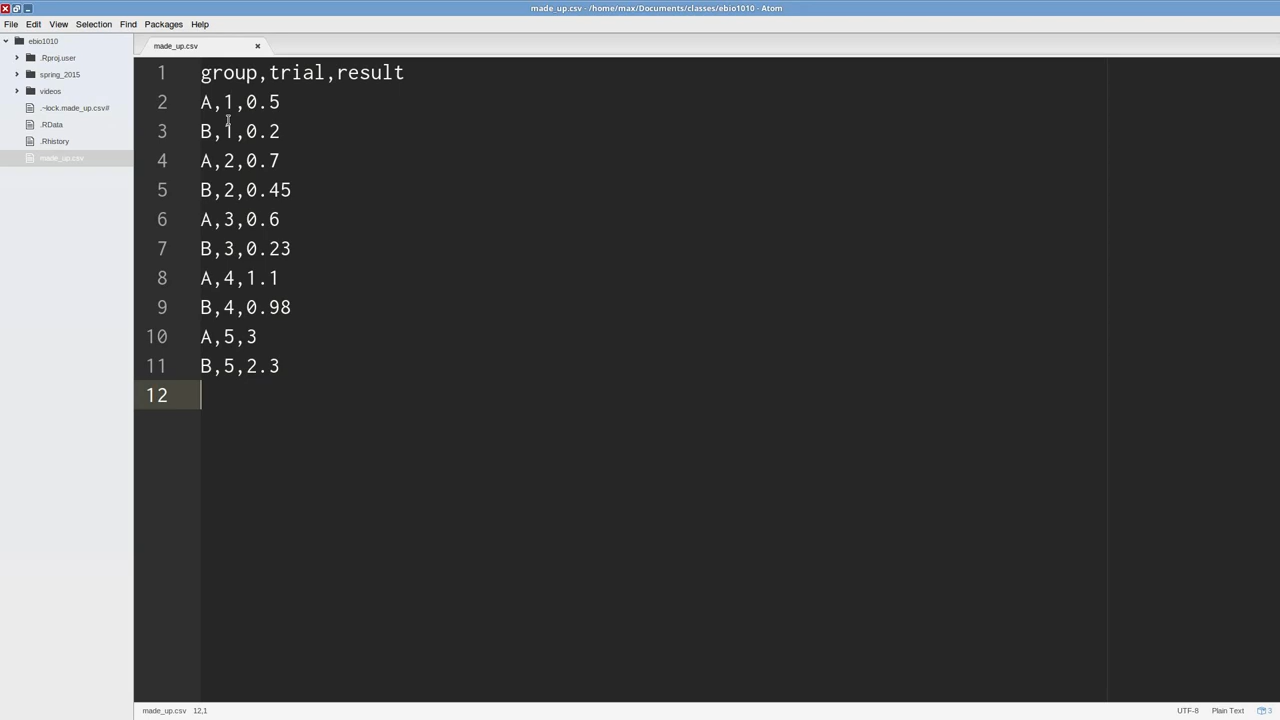 made_up.csv - /home/max/Documents/classes/ebio1010 - Atom
File Edit View Selection Find Packages Help
ebio1010
.Rproj.user
spring_2015
videos
.~lock.made_up.csv#
.RData
.Rhistory
made_up.csv
made_up.csv
1 group,trial,result
2 A,1,0.5
3 B,1,0.2
4 A,2,0.7
5 B,2,0.45
6 A,3,0.6
7 B,3,0.23
8 A,4,1.1
9 B,4,0.98
10 A,5,3
11 B,5,2.3
12
made_up.csv 12,1 UTF-8 Plain Text 3